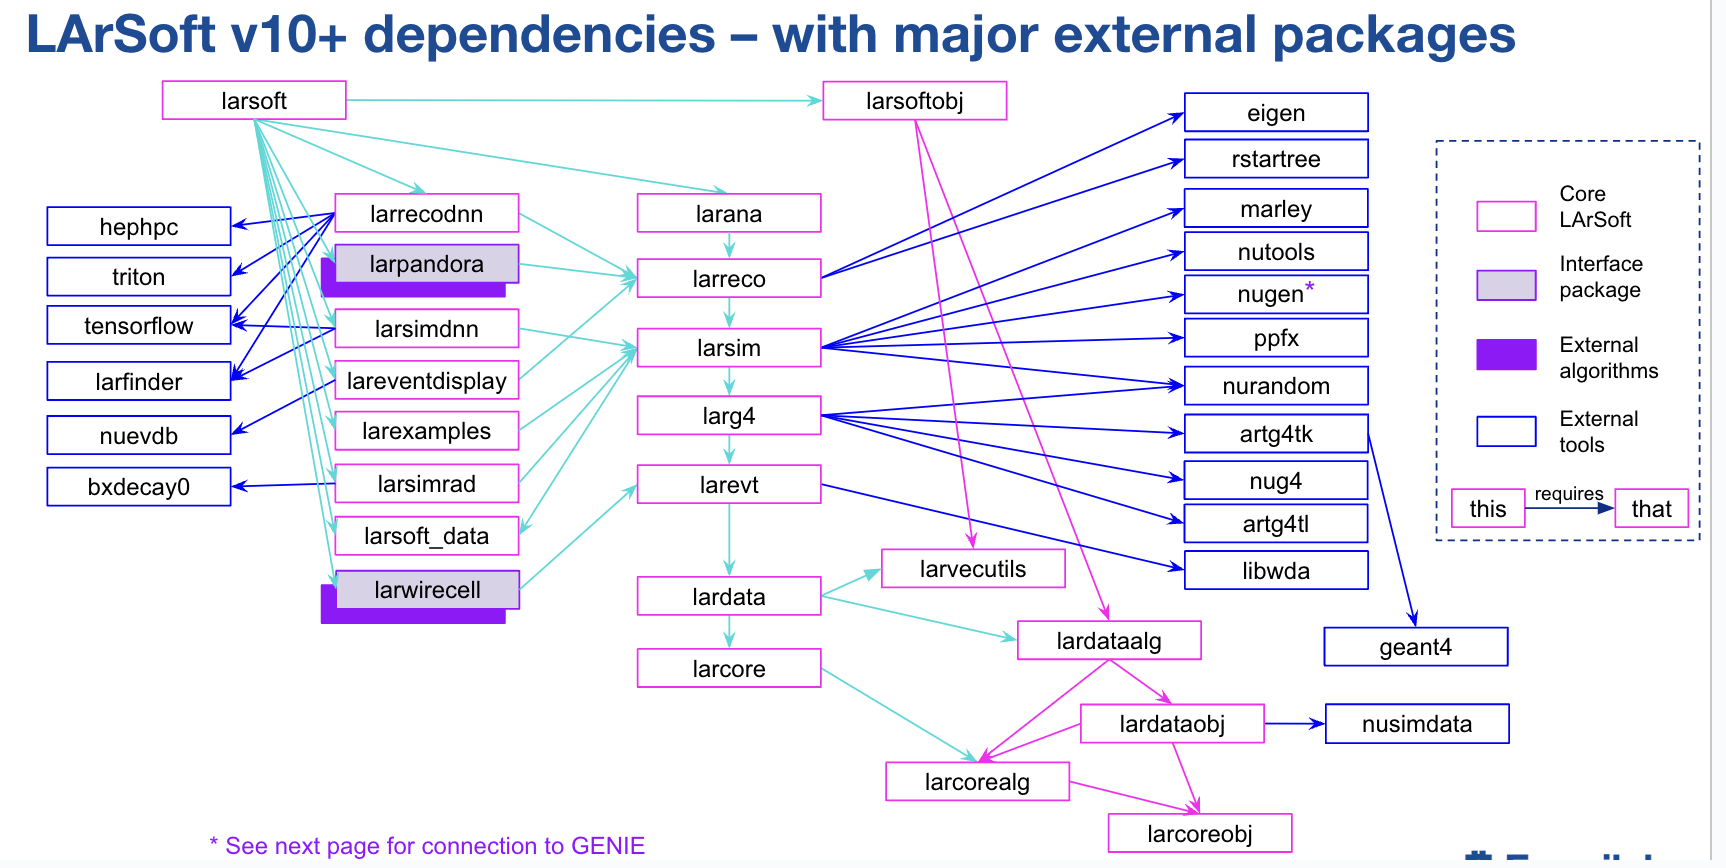 LArSoft v10+ dependencies – with major external packages
larsoft
larsoftobj
eigen
rstartree
marley
nutools
nugen*
ppfx
nurandom
artg4tk
nug4
artg4tl
libwda
geant4
nusimdata
hephpc
triton
tensorflow
larfinder
nuevdb
bxdecay0
larrecodnn
larpandora
larsimdnn
lareventdisplay
larexamples
larsimrad
larsoft_data
larwirecell
larana
larreco
larsim
larg4
larevt
lardata
larcore
larvecutils
lardataalg
lardataobj
larcorealg
larcoreobj
Core
LArSoft
Interface
package
External
algorithms
External
tools
this
requires
that
* See next page for connection to GENIE